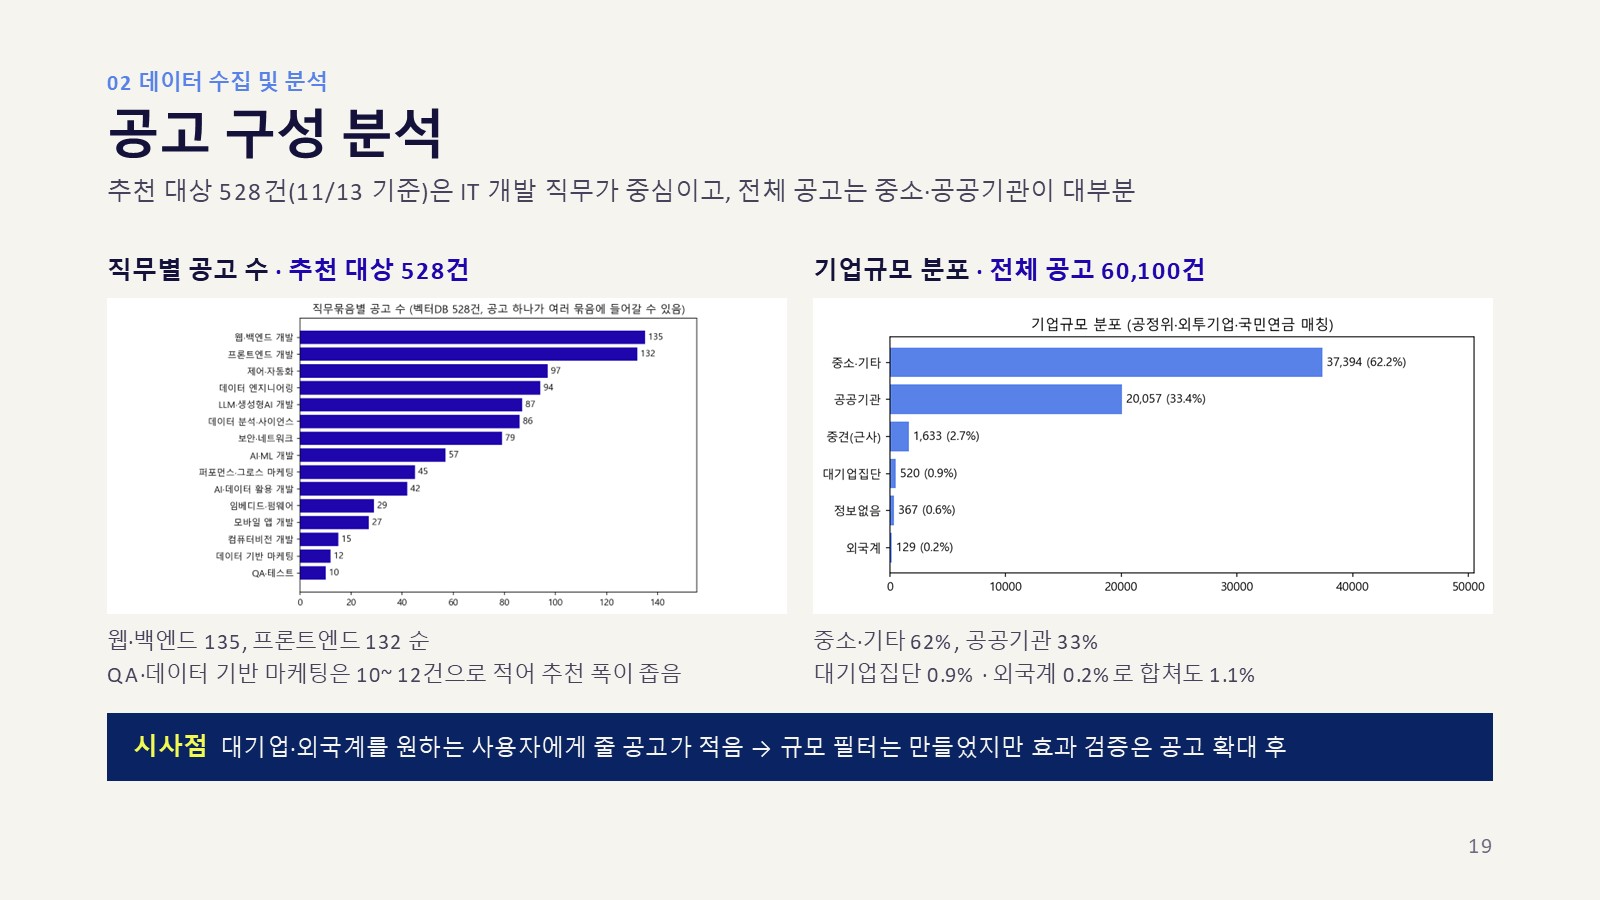 02 데이터 수집 및 분석
공고 구성 분석
추천 대상 528건(11/13 기준)은 IT 개발 직무가 중심이고, 전체 공고는 중소·공공기관이 대부분
직무별 공고 수 · 추천 대상 528건
직무묶음별 공고 수 (벡터DB 528건, 공고 하나가 여러 묶음에 들어갈 수 있음)
웹·백엔드 개발 135
프론트엔드 개발 132
제어·자동화 97
데이터 엔지니어링 94
LLM·생성형AI 개발 87
데이터 분석·사이언스 86
보안·네트워크 79
AI·ML 개발 57
퍼포먼스·그로스 마케팅 45
AI·데이터 활용 개발 42
임베디드·펌웨어 29
모바일 앱 개발 27
컴퓨터비전 개발 15
데이터 기반 마케팅 12
QA·테스트 10
0 20 40 60 80 100 120 140
웹·백엔드 135, 프론트엔드 132 순
QA·데이터 기반 마케팅은 10~12건으로 적어 추천 폭이 좁음
기업규모 분포 · 전체 공고 60,100건
기업규모 분포 (공정위·외투기업·국민연금 매칭)
중소·기타 37,394 (62.2%)
공공기관 20,057 (33.4%)
중견(근사) 1,633 (2.7%)
대기업집단 520 (0.9%)
정보없음 367 (0.6%)
외국계 129 (0.2%)
0 10000 20000 30000 40000 50000
중소·기타 62%, 공공기관 33%
대기업집단 0.9% · 외국계 0.2%로 합쳐도 1.1%
시사점 대기업·외국계를 원하는 사용자에게 줄 공고가 적음 → 규모 필터는 만들었지만 효과 검증은 공고 확대 후
19